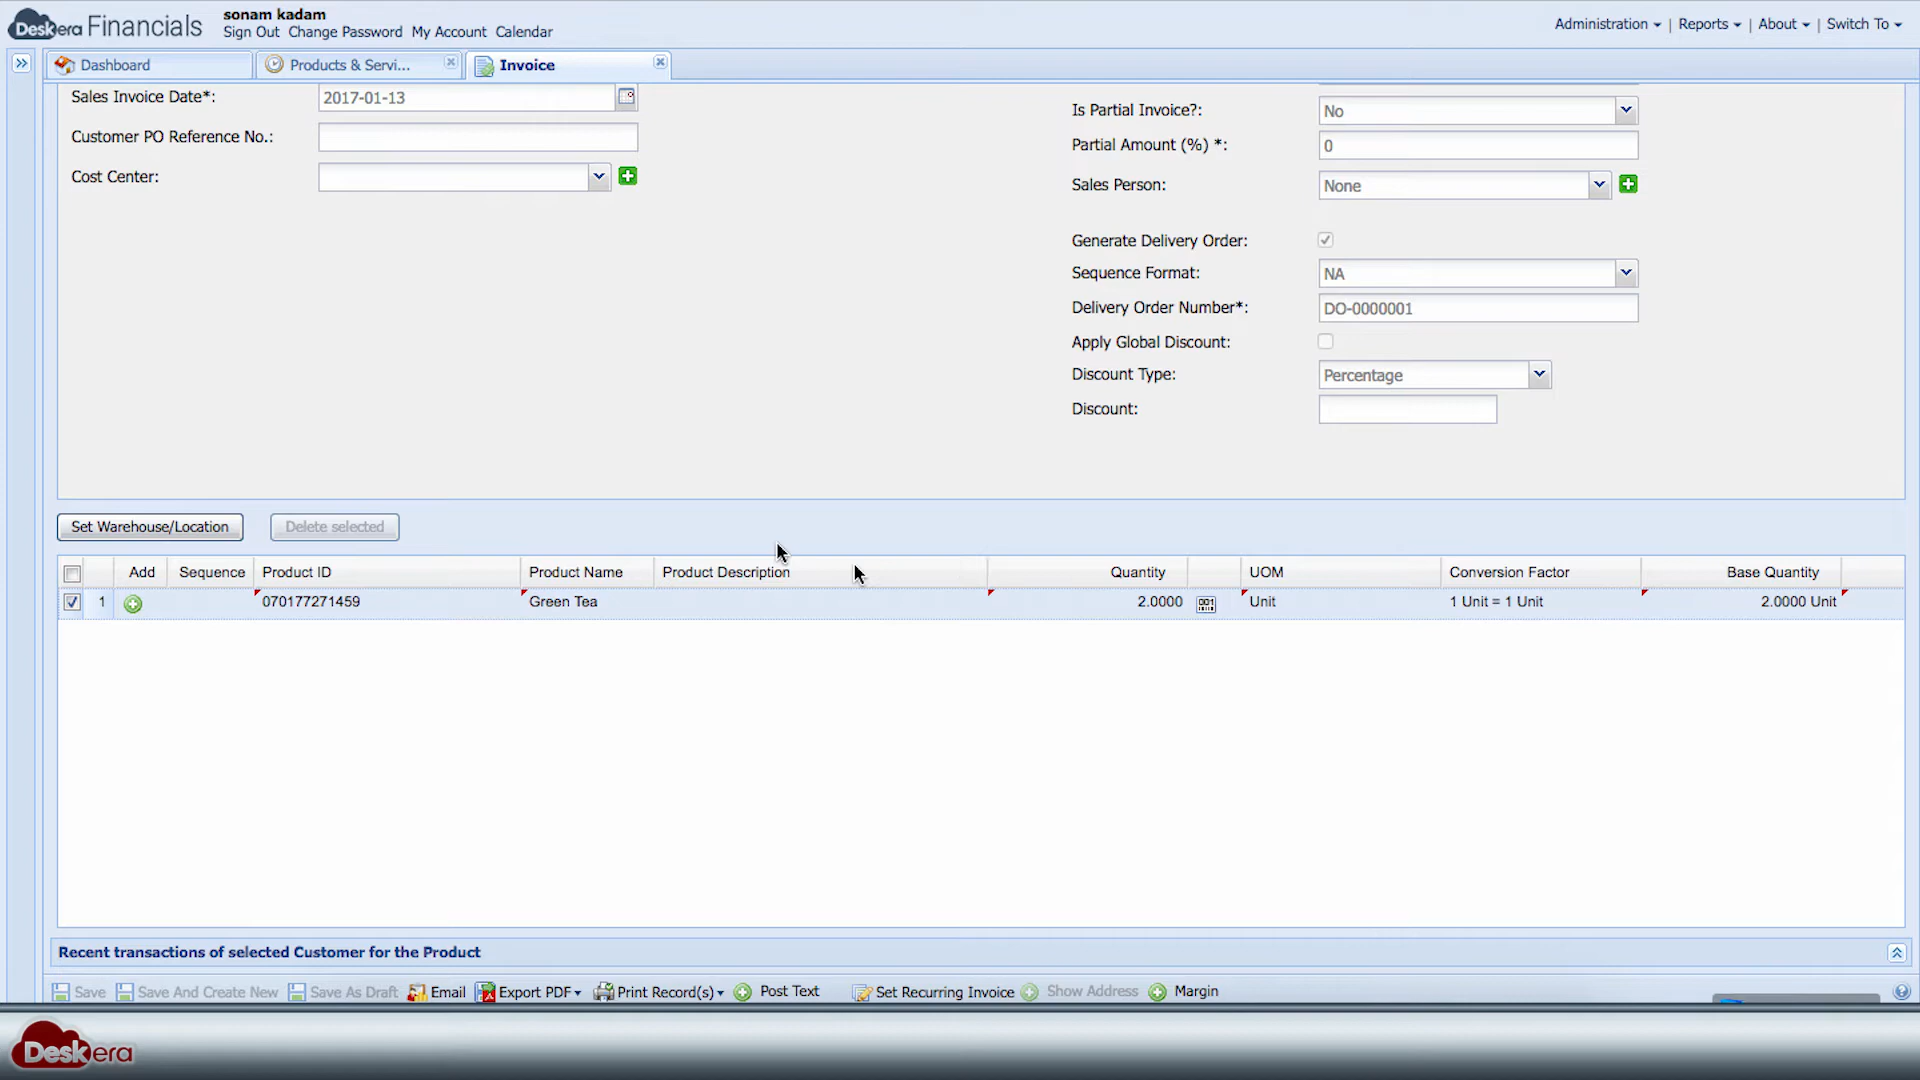 Deskera Financials
sonam kadam
Sign Out Change Password My Account Calendar
Administration | Reports | About | Switch To
Dashboard
Products & Servi...
Invoice
Sales Invoice Date*: 2017-01-13
Customer PO Reference No.:
Cost Center:
Is Partial Invoice?: No
Partial Amount (%) *: 0
Sales Person: None
Generate Delivery Order:
Sequence Format: NA
Delivery Order Number*: DO-0000001
Apply Global Discount:
Discount Type: Percentage
Discount:
Set Warehouse/Location Delete selected
Add Sequence Product ID Product Name Product Description Quantity UOM Conversion Factor Base Quantity
1 070177271459 Green Tea 2.0000 001 Unit 1 Unit = 1 Unit 2.0000 Unit
Recent transactions of selected Customer for the Product
Save Save And Create New Save As Draft Email Export PDF Print Record(s) Post Text Set Recurring Invoice Show Address Margin
Deskera